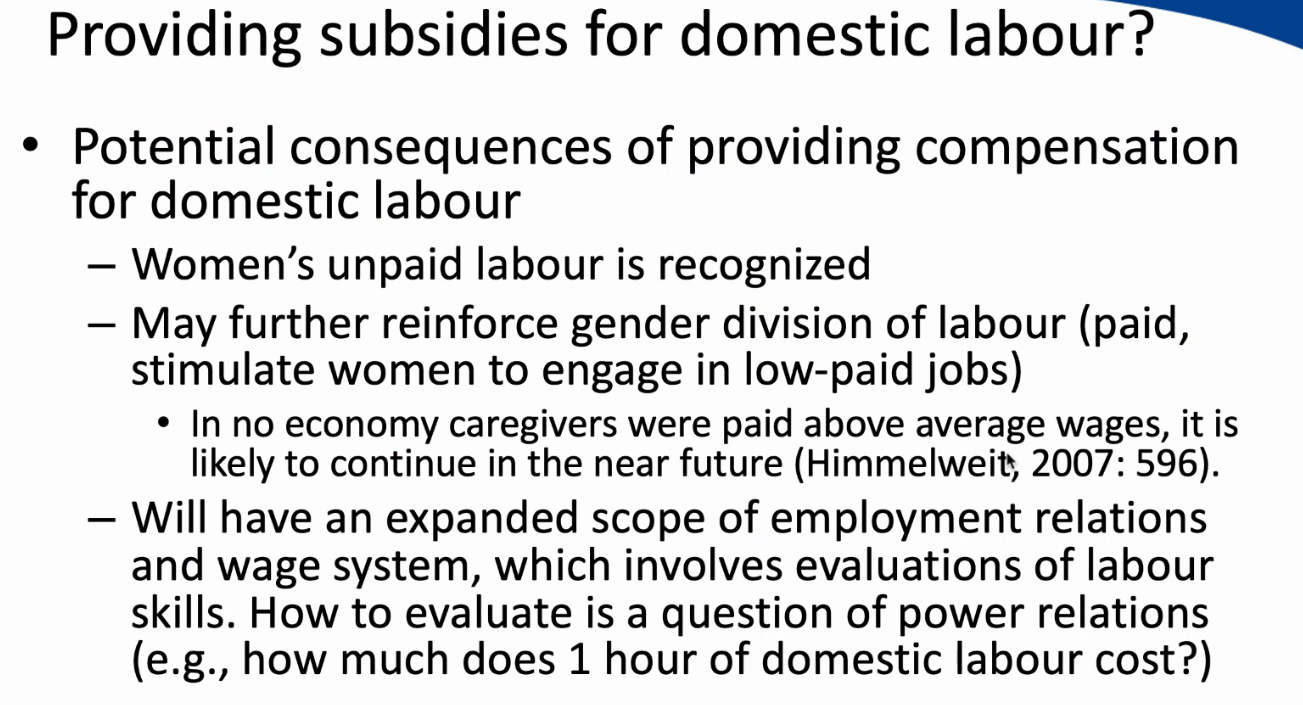 Providing subsidies for domestic labour?
• Potential consequences of providing compensation
for domestic labour
– Women’s unpaid labour is recognized
– May further reinforce gender division of labour (paid,
stimulate women to engage in low-paid jobs)
• In no economy caregivers were paid above average wages, it is
likely to continue in the near future (Himmelweit, 2007: 596).
– Will have an expanded scope of employment relations
and wage system, which involves evaluations of labour
skills. How to evaluate is a question of power relations
(e.g., how much does 1 hour of domestic labour cost?)